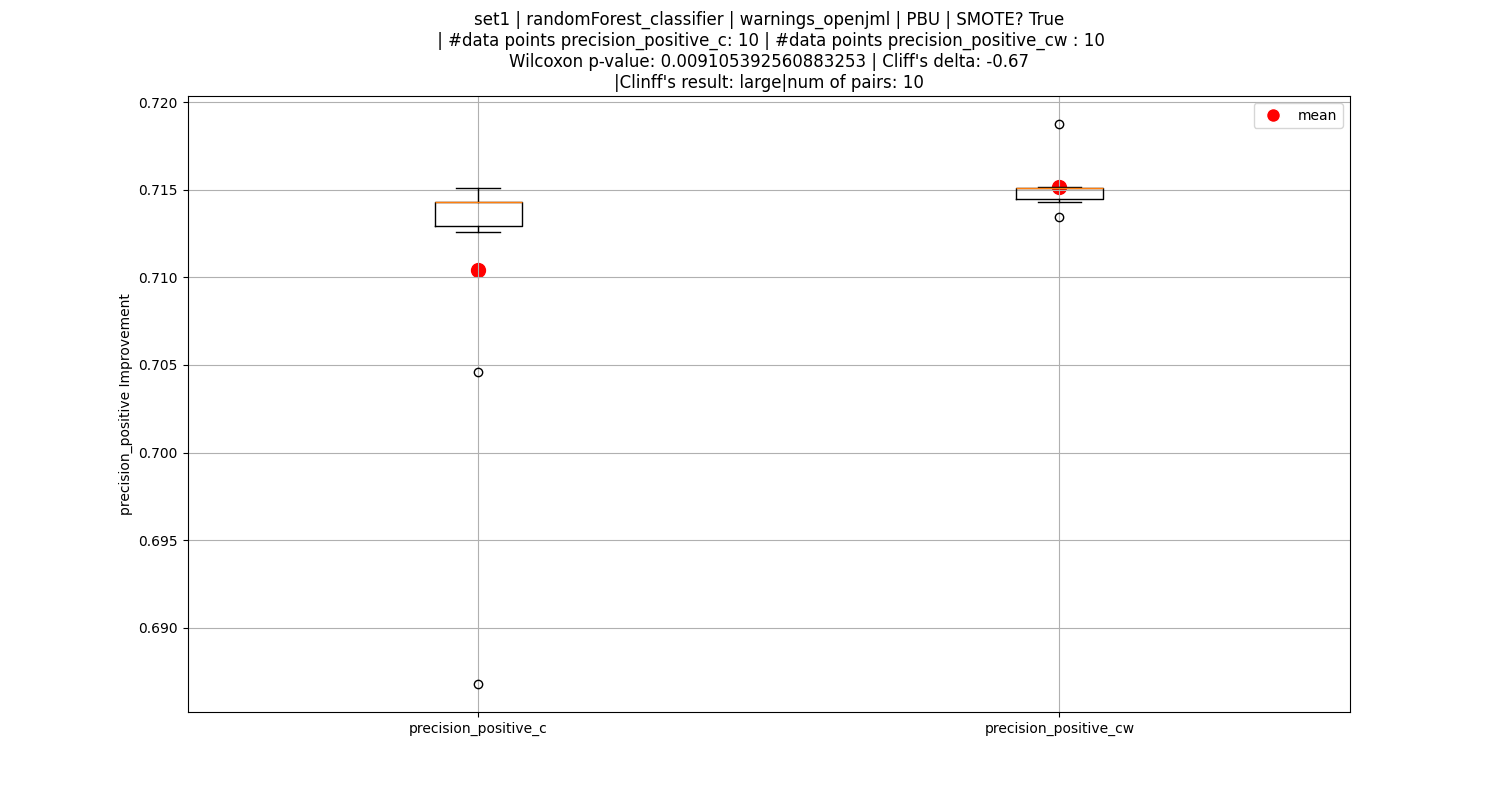 set1 | randomForest_classifier | warnings_openjml | PBU | SMOTE? True
| #data points precision_positive_c: 10 | #data points precision_positive_cw : 10
Wilcoxon p-value: 0.009105392560883253 | Cliff's delta: -0.67
|Clinff's result: large|num of pairs: 10
mean
0.720
0.715
0.710
0.705
0.700
0.695
0.690
precision_positive Improvement
precision_positive_c
precision_positive_cw